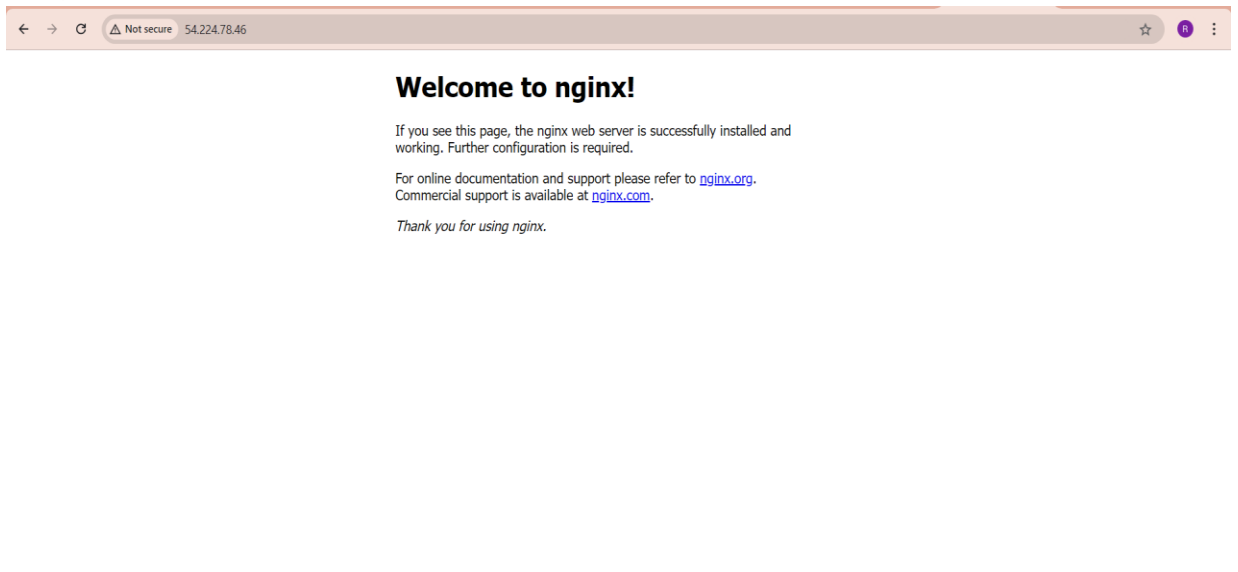 Not secure 54.224.78.46
R
Welcome to nginx!
If you see this page, the nginx web server is successfully installed and
working. Further configuration is required.
For online documentation and support please refer to nginx.org.
Commercial support is available at nginx.com.
Thank you for using nginx.